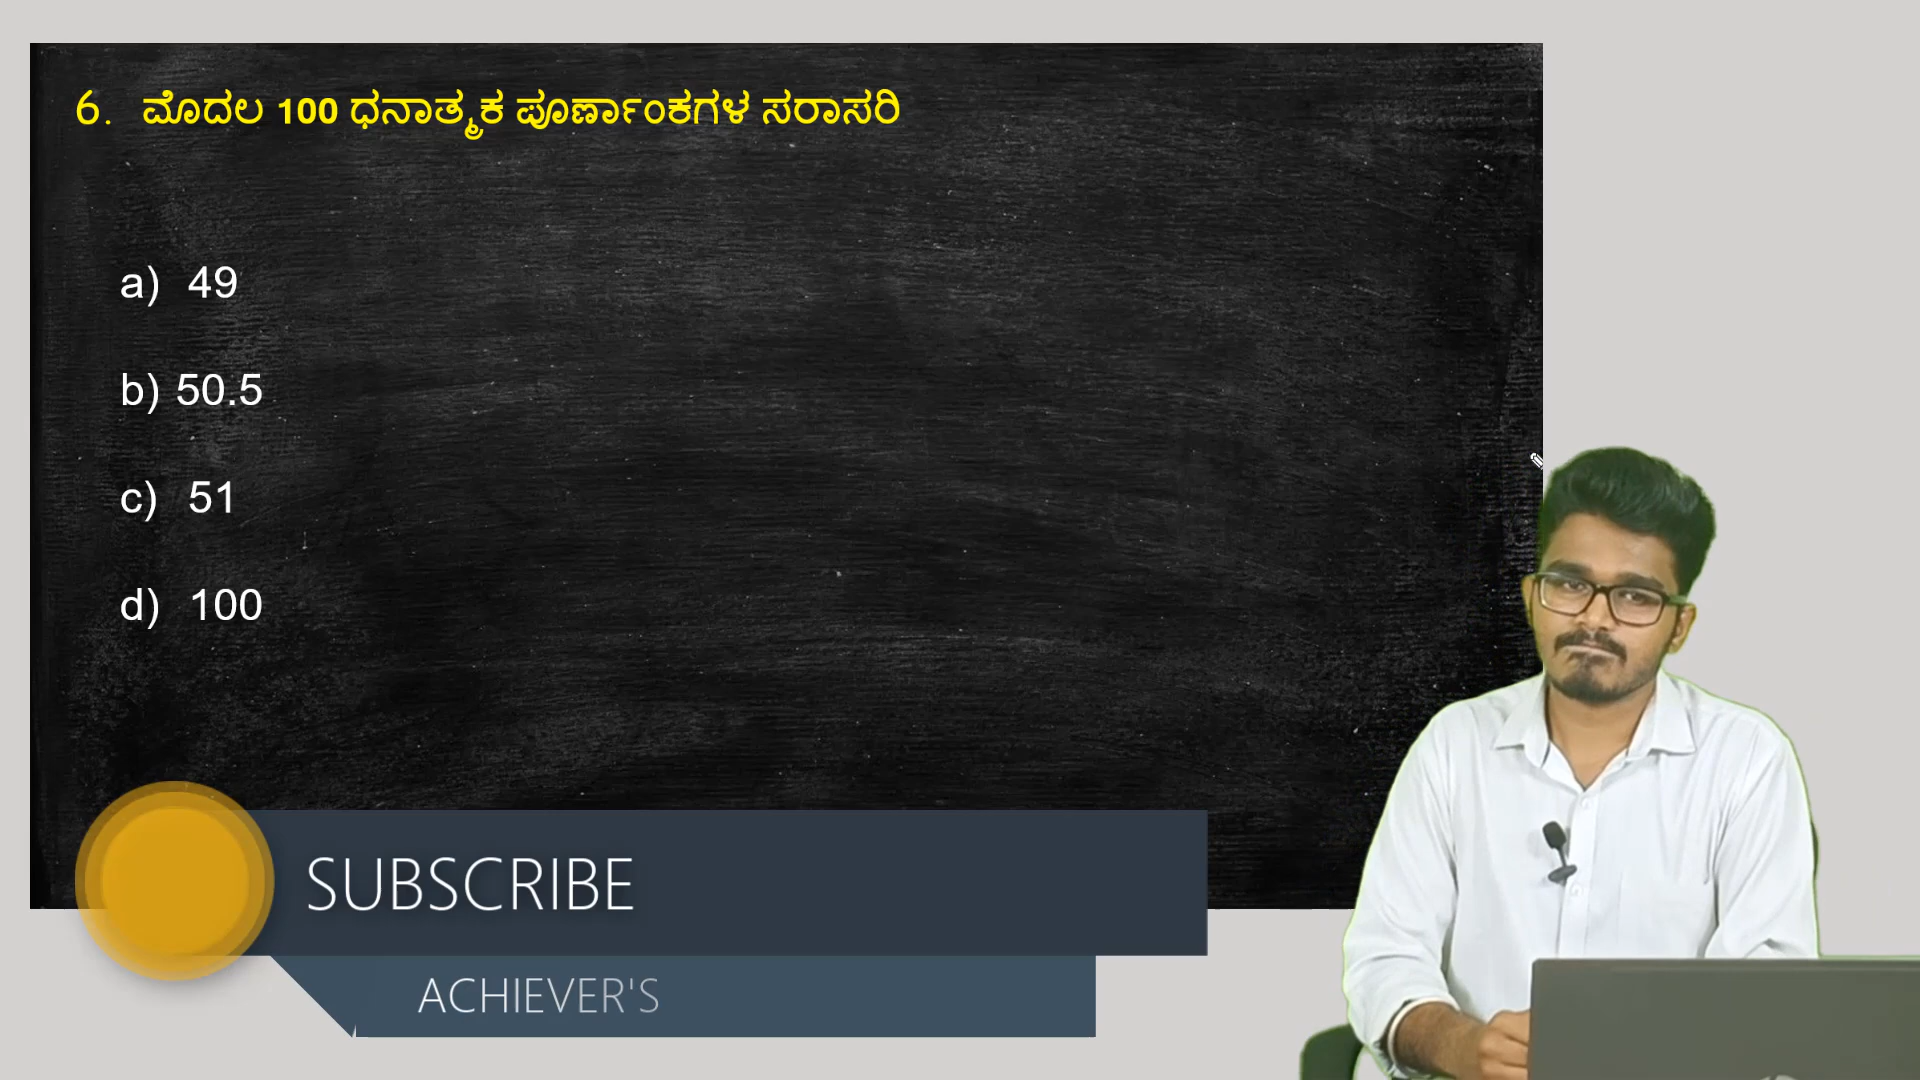 6. ಮೊದಲ 100 ಧನಾತ್ಮಕ ಪೂರ್ಣಾಂಕಗಳ ಸರಾಸರಿ
a) 49
b) 50.5
c) 51
d) 100
SUBSCRIBE
ACHIEVER'S